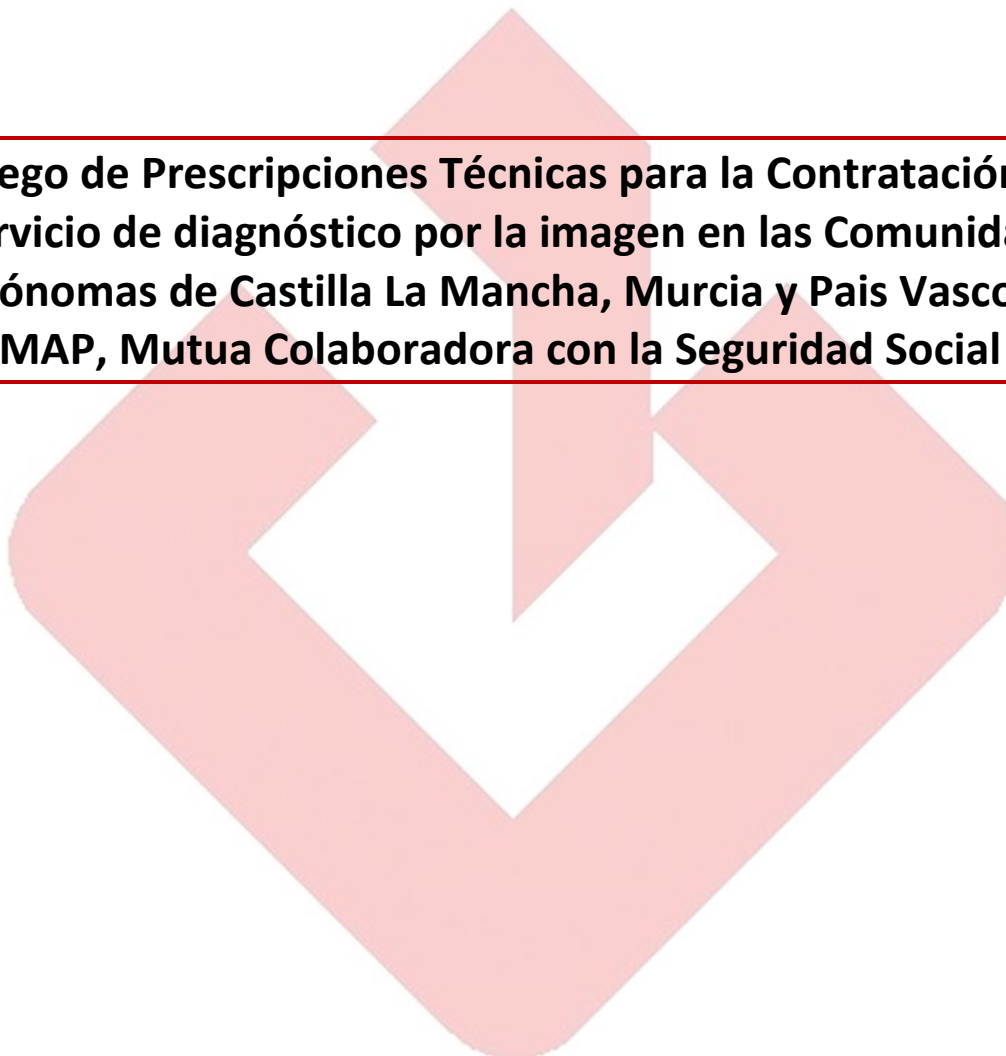 ego de Prescripciones Técnicas para la Contratación
rvicio de diagnóstico por la imagen en las Comunida
ónomas de Castilla La Mancha, Murcia y Pais Vasco
MAP, Mutua Colaboradora con la Seguridad Social